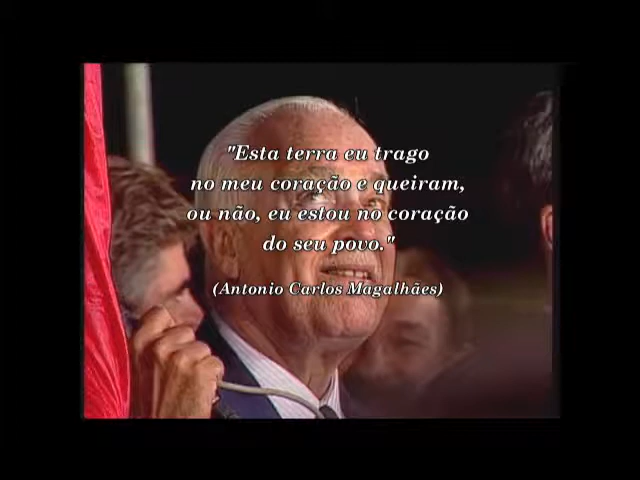 "Esta terra eu trago
no meu coração e queiram,
ou não, eu estou no coração
do seu povo."
(Antonio Carlos Magalhães)